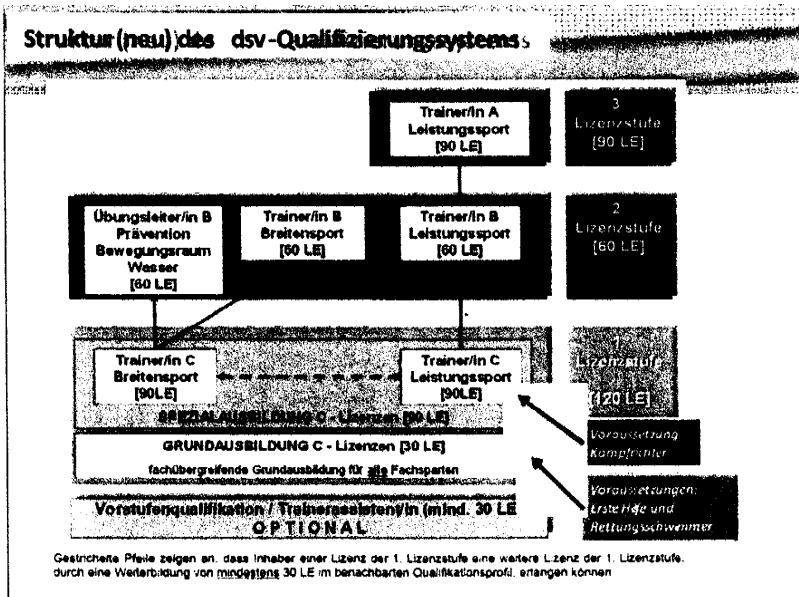 Struktur (neu) des dsv-Qualifizierungssystems
Trainer/in A
Leistungssport
[90 LE]
3
Lizenzstufe
[90 LE]
Übungsleiter/in B
Prävention
Bewegungsraum
Wasser
[60 LE]
Trainer/in B
Breitensport
[60 LE]
Trainer/in B
Leistungssport
[60 LE]
2
Lizenzstufe
[60 LE]
Trainer/in C
Breitensport
[90LE]
Trainer/in C
Leistungssport
[90LE]
1
Lizenzstufe
[120 LE]
SPEZIALAUSBILDUNG C - Lizenzen [90 LE]
GRUNDAUSBILDUNG C - Lizenzen [30 LE]
fachübergreifende Grundausbildung für alle Fachsparten
Voraussetzung
Kampfrichter
Vorstufenqualifikation / Trainerassistent/in (mind. 30 LE
OPTIONAL
Voraussetzungen:
Erste Hilfe und
Rettungsschwimmer
Gestrichelte Pfeile zeigen an, dass Inhaber einer Lizenz der 1. Lizenzstufe eine weitere Lizenz der 1. Lizenzstufe,
durch eine Weiterbildung von mindestens 30 LE im benachbarten Qualifikationsprofil, erlangen können